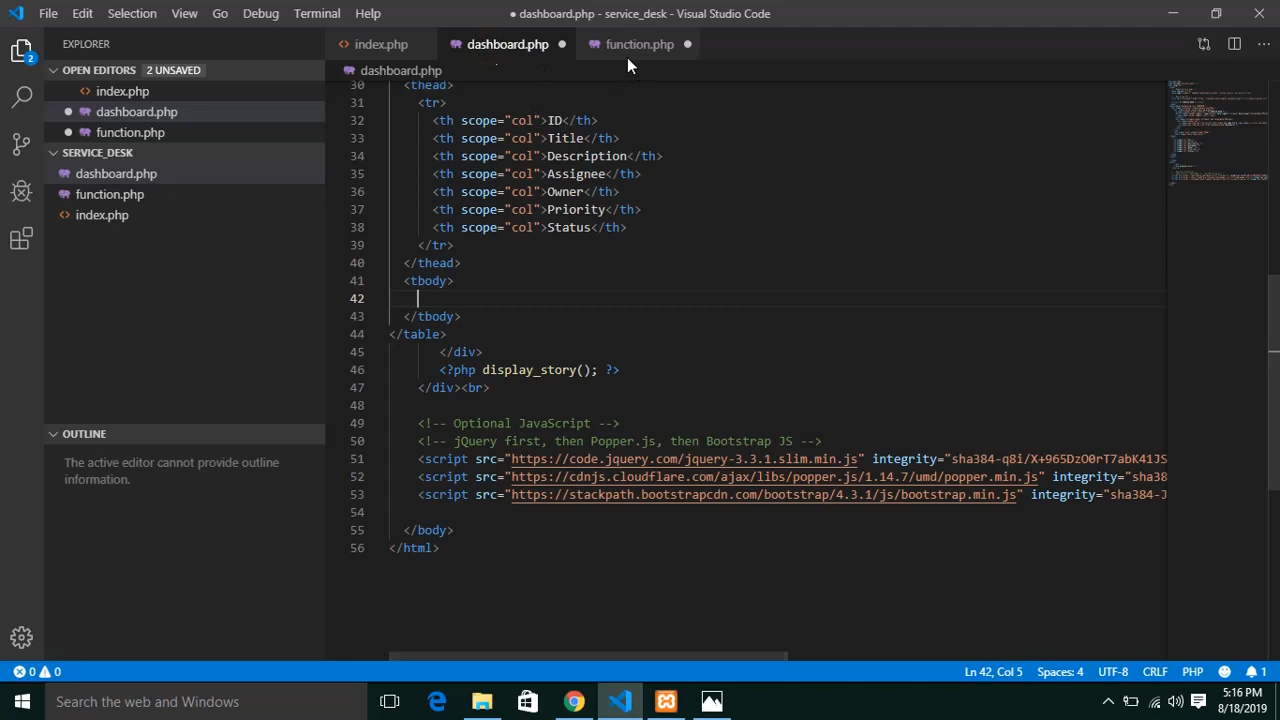 File Edit Selection View Go Debug Terminal Help
● dashboard.php - service_desk - Visual Studio Code
EXPLORER
index.php
dashboard.php
function.php
OPEN EDITORS 2 UNSAVED
dashboard.php
index.php
dashboard.php
function.php
SERVICE_DESK
dashboard.php
function.php
index.php
2
30 <thead>
31 <tr>
32 <th scope="col">ID</th>
33 <th scope="col">Title</th>
34 <th scope="col">Description</th>
35 <th scope="col">Assignee</th>
36 <th scope="col">Owner</th>
37 <th scope="col">Priority</th>
38 <th scope="col">Status</th>
39 </tr>
40 </thead>
41 <tbody>
42
43 </tbody>
44 </table>
45 </div>
46 <?php display_story(); ?>
47 </div><br>
48
49 <!-- Optional JavaScript -->
50 <!-- jQuery first, then Popper.js, then Bootstrap JS -->
51 <script src="https://code.jquery.com/jquery-3.3.1.slim.min.js" integrity="sha384-q8i/X+965DzO0rT7abK41JS
52 <script src="https://cdnjs.cloudflare.com/ajax/libs/popper.js/1.14.7/umd/popper.min.js" integrity="sha38
53 <script src="https://stackpath.bootstrapcdn.com/bootstrap/4.3.1/js/bootstrap.min.js" integrity="sha384-J
54
55 </body>
56 </html>
OUTLINE
The active editor cannot provide outline
information.
0 0
Ln 42, Col 5 Spaces: 4 UTF-8 CRLF PHP 1
Search the web and Windows
5:16 PM
8/18/2019